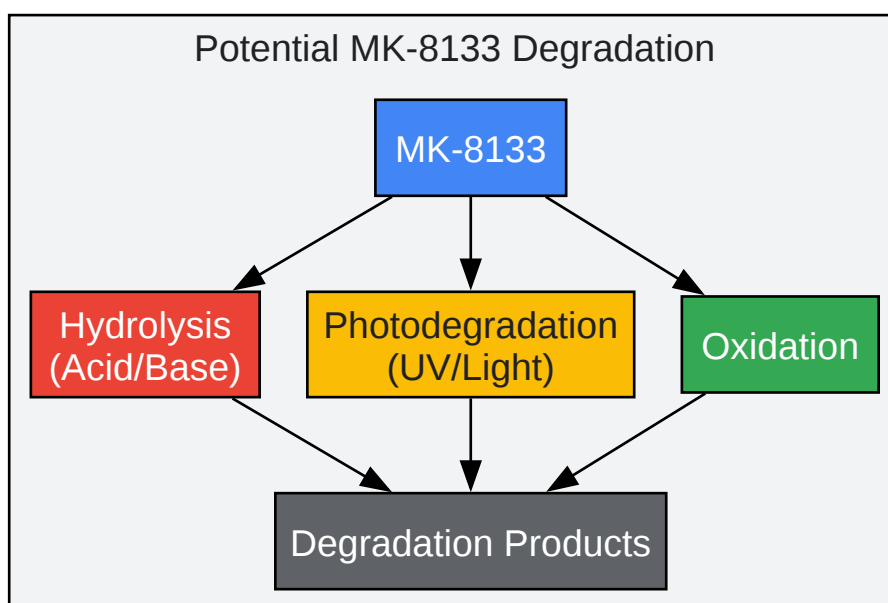 Potential MK-8133 Degradation
MK-8133
Hydrolysis
(Acid/Base)
Photodegradation
(UV/Light)
Oxidation
Degradation Products